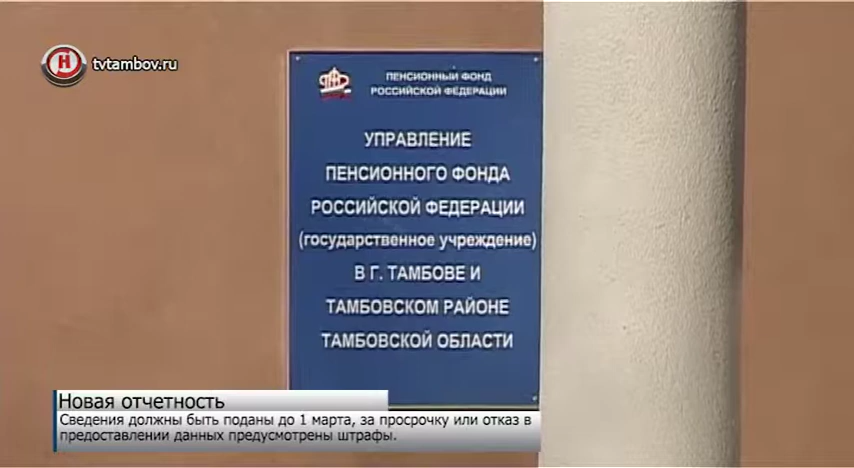 Н
tvtambov.ru
ПЕНСИОННЫЙ ФОНД
РОССИЙСКОЙ ФЕДЕРАЦИИ
УПРАВЛЕНИЕ
ПЕНСИОННОГО ФОНДА
РОССИЙСКОЙ ФЕДЕРАЦИИ
(государственное учреждение)
В Г. ТАМБОВЕ И
ТАМБОВСКОМ РАЙОНЕ
ТАМБОВСКОЙ ОБЛАСТИ
Новая отчетность
Сведения должны быть поданы до 1 марта, за просрочку или отказ в
предоставлении данных предусмотрены штрафы.